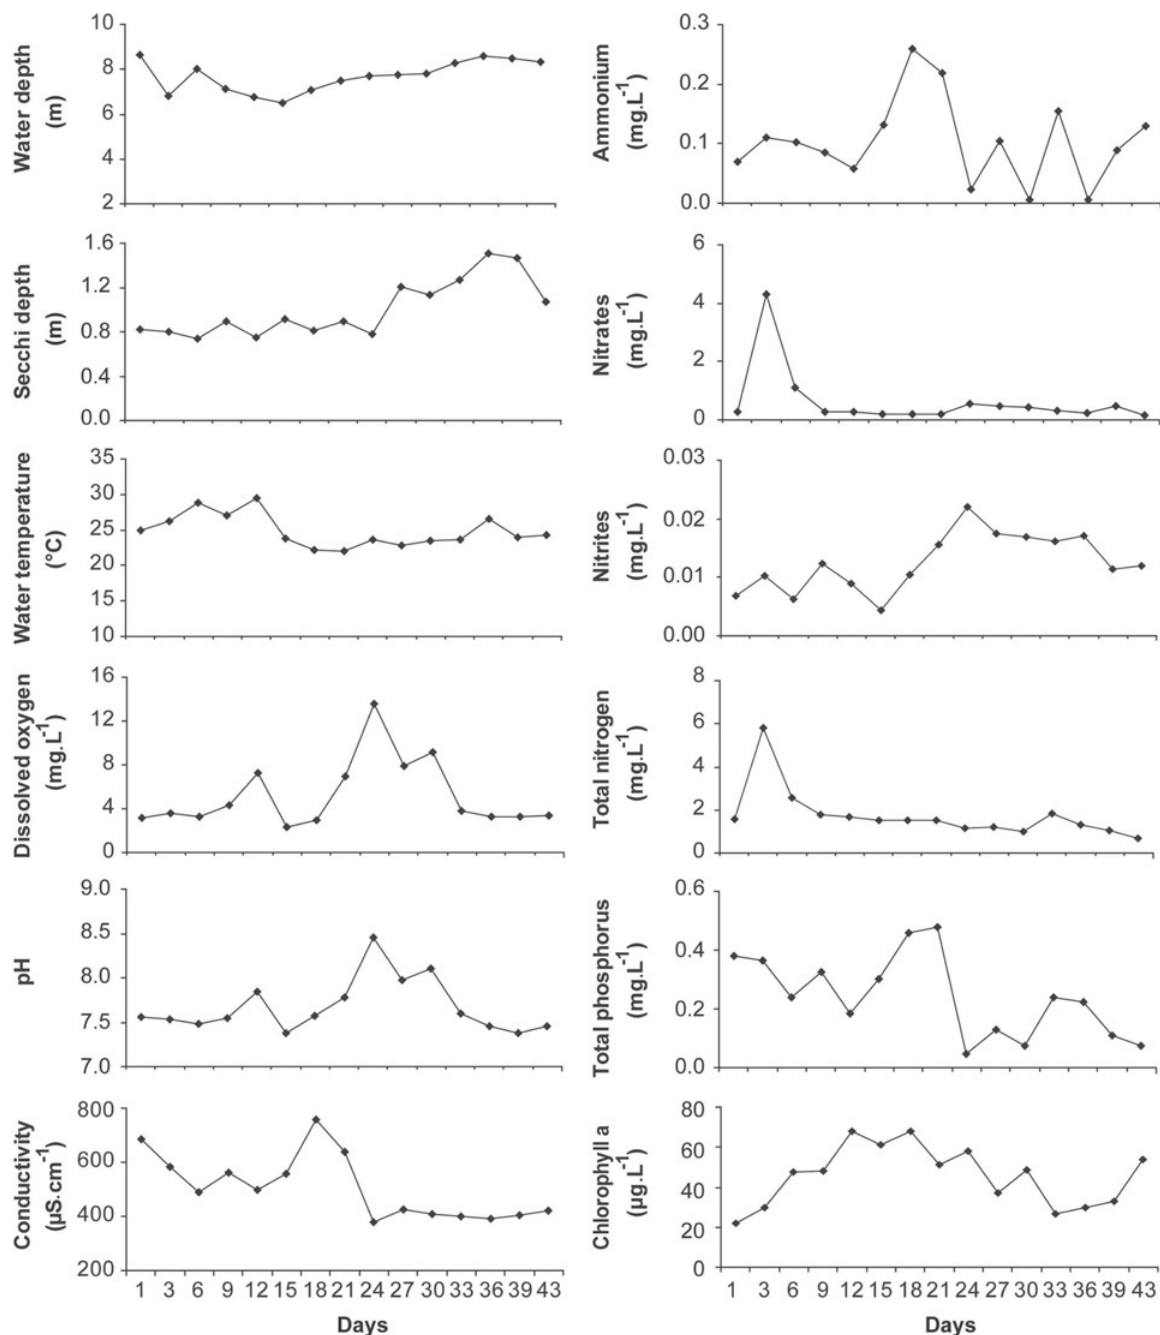 Water depth
(m)
10
8
6
4
2
Ammonium
(mg.L-1)
0.3
0.2
0.1
0.0
Secchi depth
(m)
1.6
1.2
0.8
0.4
0.0
Nitrates
(mg.L-1)
6
4
2
0
Water temperature
(°C)
35
30
25
20
15
10
Nitrites
(mg.L-1)
0.03
0.02
0.01
0.00
Dissolved oxygen
(mg.L-1)
16
12
8
4
0
Total nitrogen
(mg.L-1)
8
6
4
2
0
pH
9.0
8.5
8.0
7.5
7.0
Total phosphorus
(mg.L-1)
0.6
0.4
0.2
0.0
Conductivity
(µS.cm-1)
800
600
400
200
1 3 6 9 12 15 18 21 24 27 30 33 36 39 43
Days
Chlorophyll a
(µg.L-1)
80
60
40
20
0
1 3 6 9 12 15 18 21 24 27 30 33 36 39 43
Days